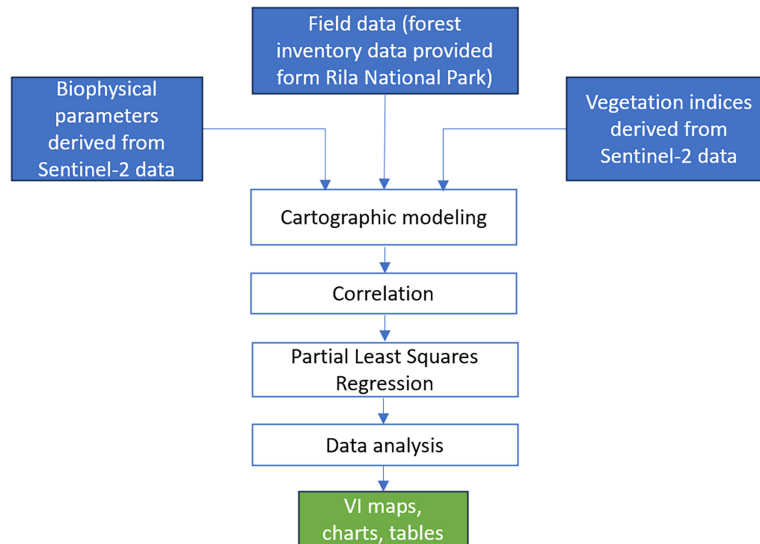 Field data (forest
inventory data provided
form Rila National Park)
Biophysical
parameters
derived from
Sentinel-2 data
Vegetation indices
derived from
Sentinel-2 data
Cartographic modeling
Correlation
Partial Least Squares
Regression
Data analysis
VI maps,
charts, tables